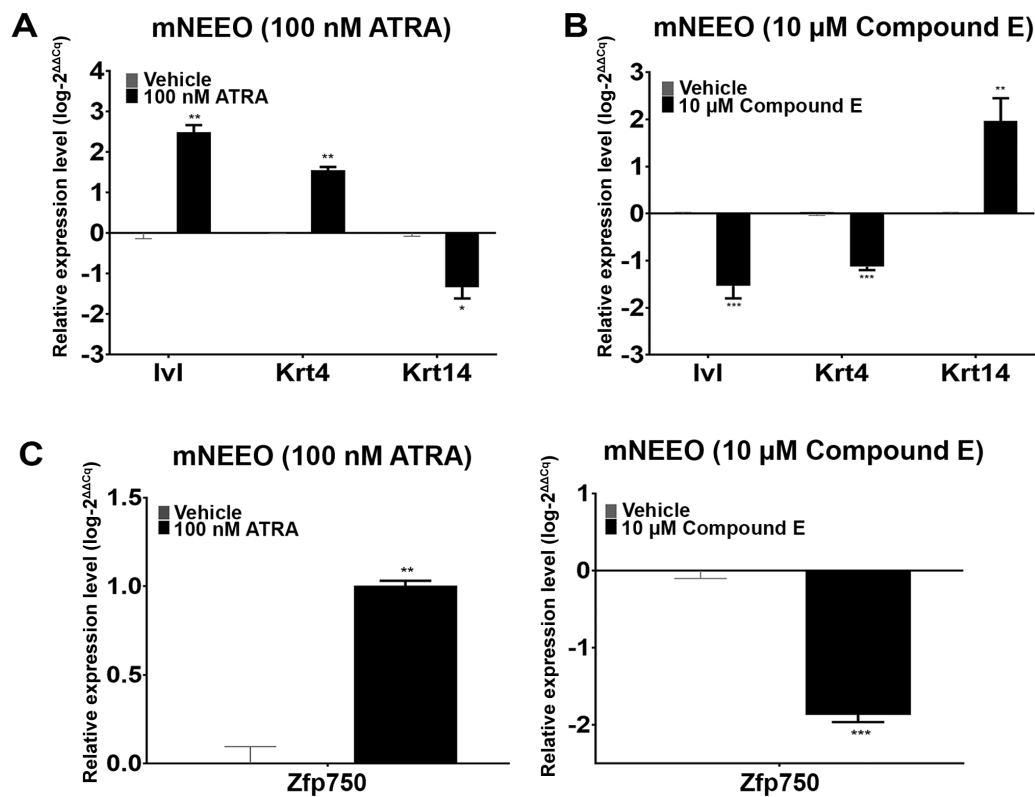 A
mNEEO (100 nM ATRA)
Relative expression level (log-2ΔΔCq)
4
3
2
1
0
-1
-2
-3
Vehicle
100 nM ATRA
**
**
*
Ivl Krt4 Krt14
B
mNEEO (10 µM Compound E)
Relative expression level (log-2ΔΔCq)
3
2
1
0
-1
-2
-3
Vehicle
10 µM Compound E
***
***
**
Ivl Krt4 Krt14
C
mNEEO (100 nM ATRA)
Relative expression level (log-2ΔΔCq)
1.5
1.0
0.5
0.0
Vehicle
100 nM ATRA
**
Zfp750
mNEEO (10 µM Compound E)
Relative expression level (log-2ΔΔCq)
1
0
-1
-2
Vehicle
10 µM Compound E
***
Zfp750